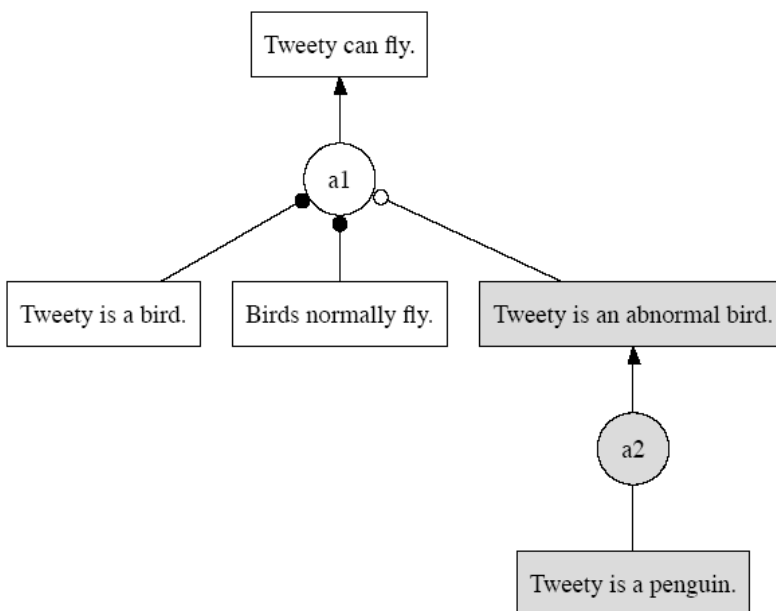 Tweety can fly.
a1
Tweety is a bird.
Birds normally fly.
Tweety is an abnormal bird.
a2
Tweety is a penguin.